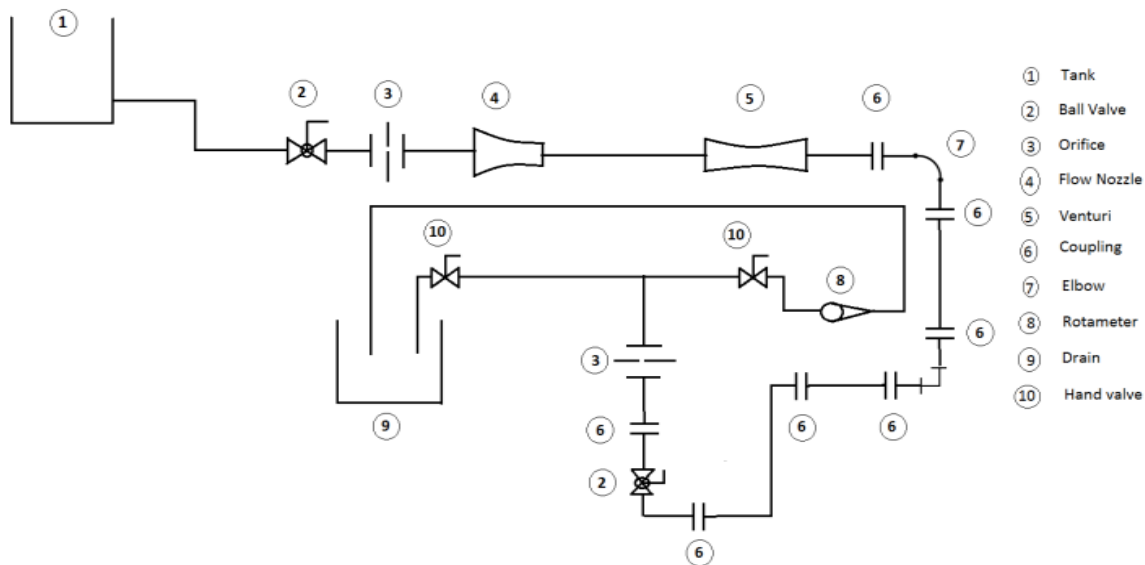 1
2
3
4
5
6
7
6
10
10
8
3
6
9
6
6
6
2
6
1 Tank
2 Ball Valve
3 Orifice
4 Flow Nozzle
5 Venturi
6 Coupling
7 Elbow
8 Rotameter
9 Drain
10 Hand valve